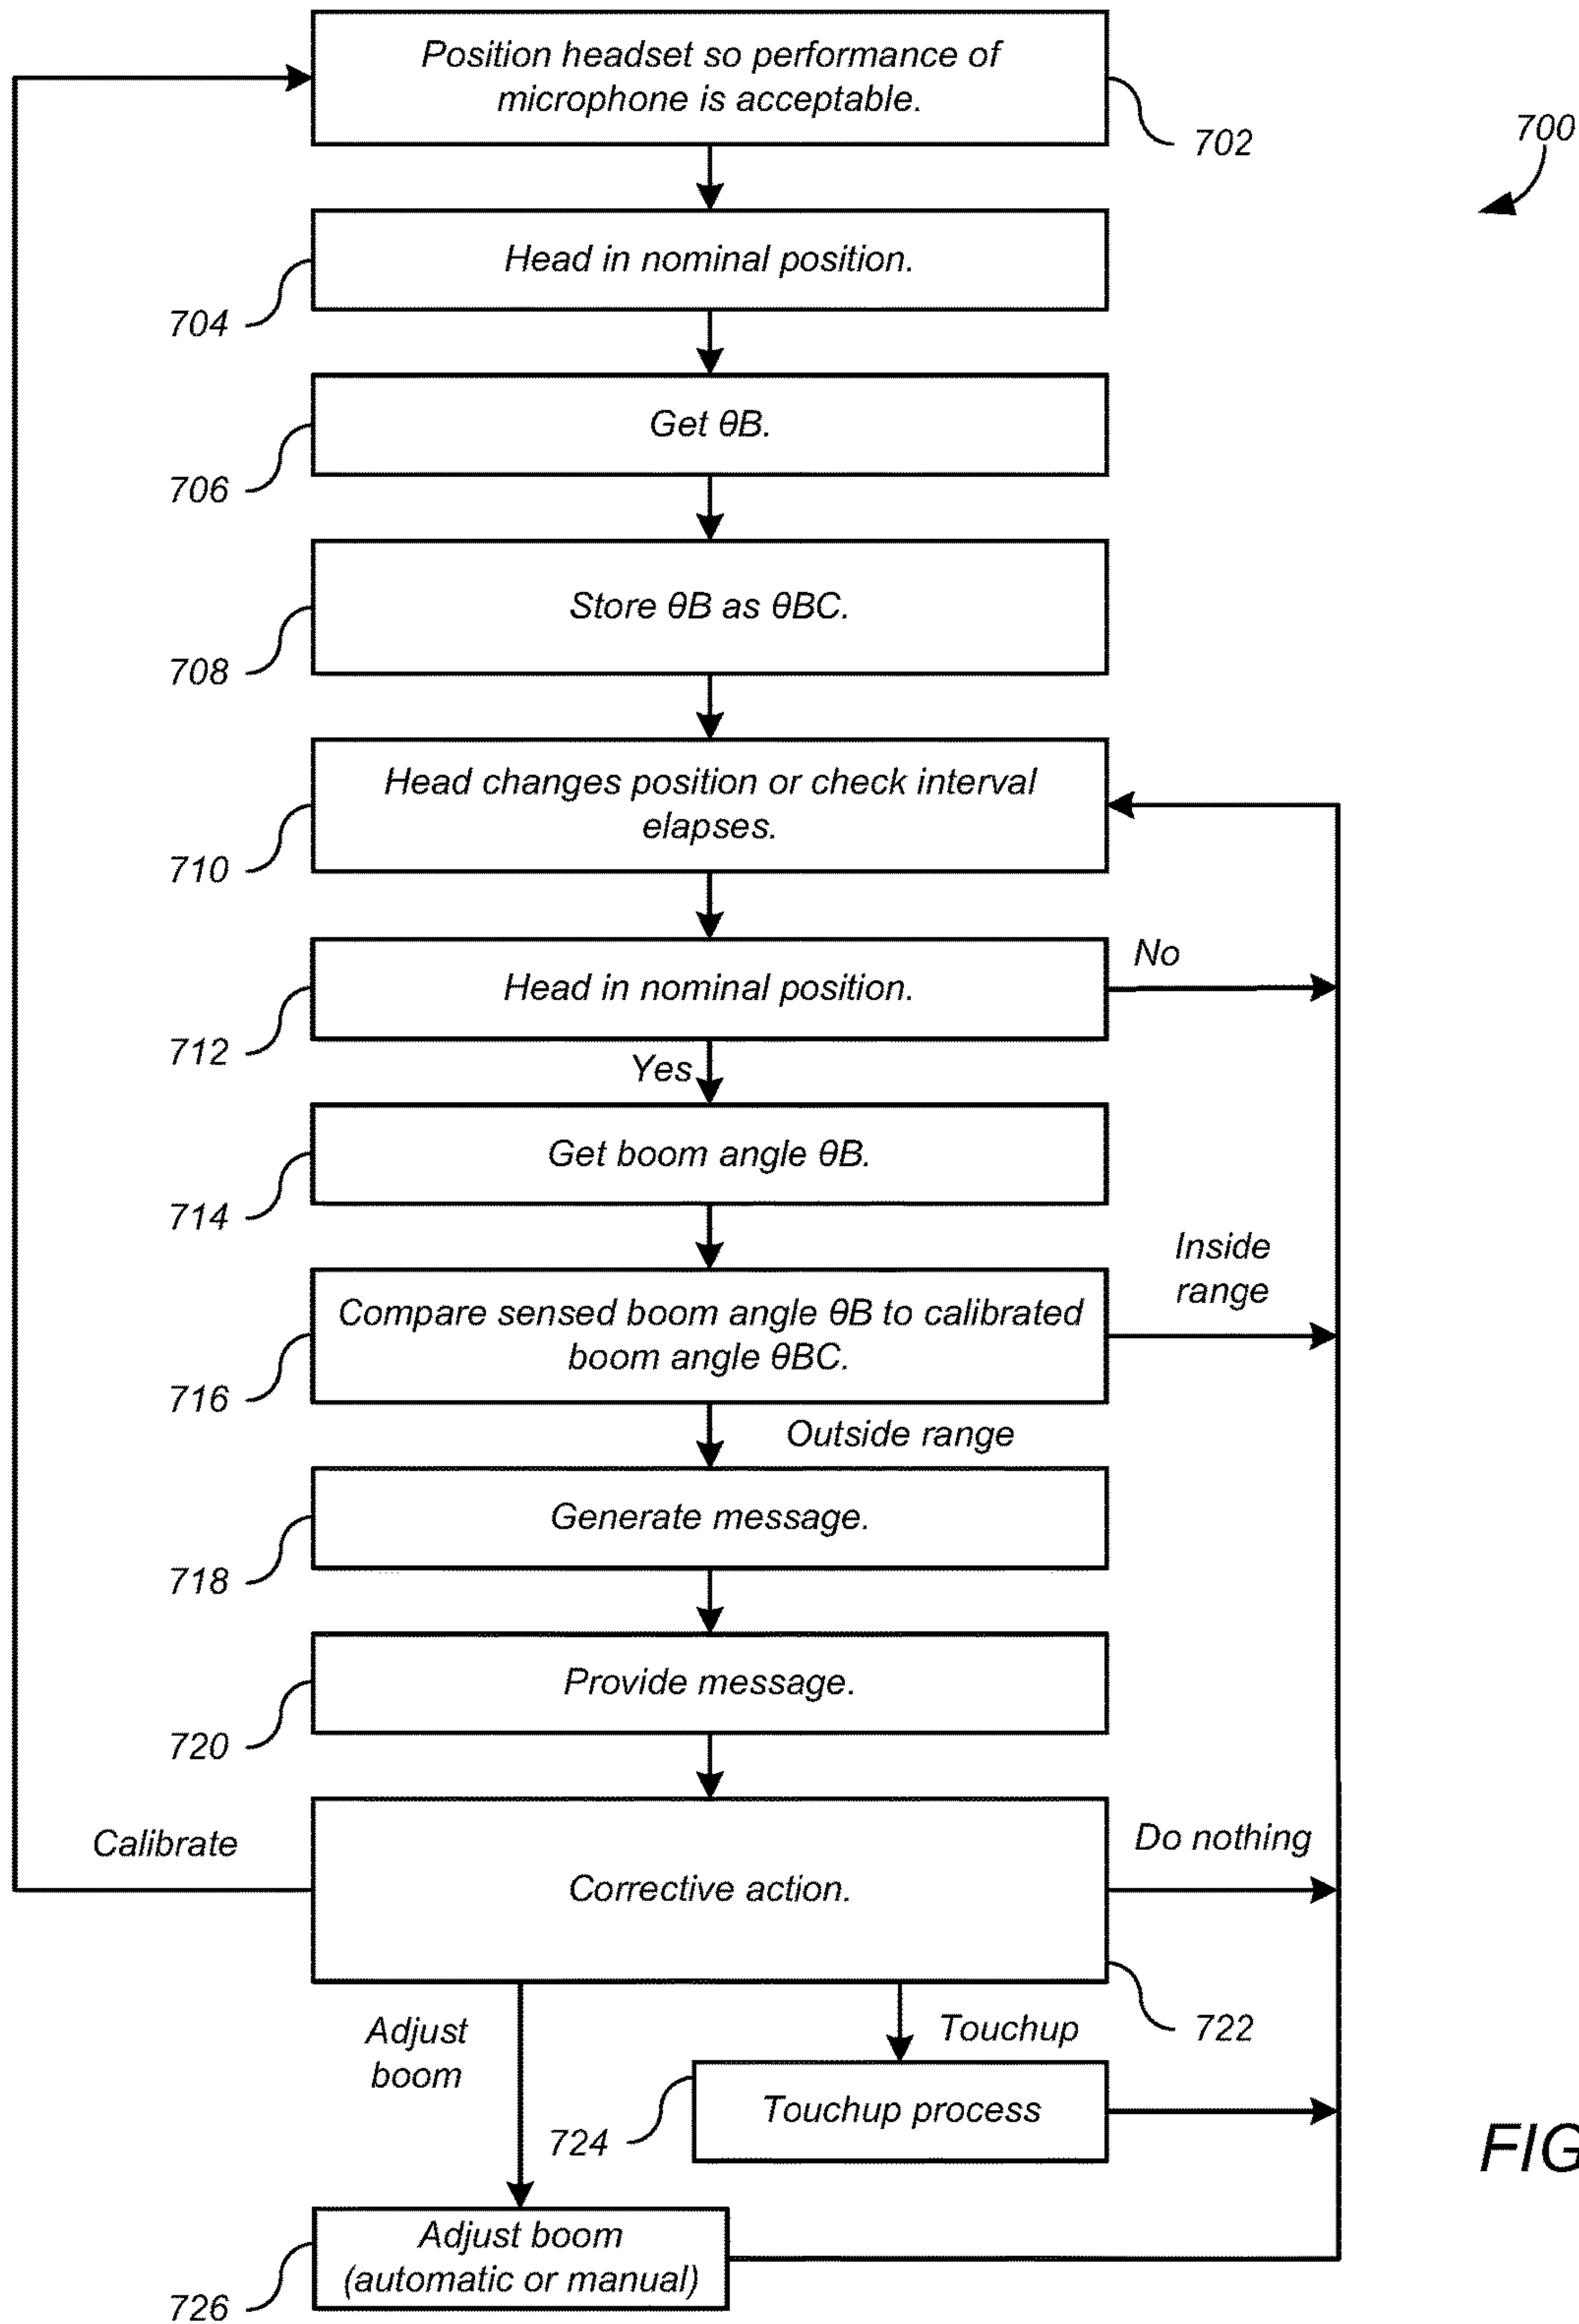 Position headset so performance of
microphone is acceptable.
702
700
Head in nominal position.
704
Get θB.
706
Store θB as θBC.
708
Head changes position or check interval
elapses.
710
No
Head in nominal position.
712
Yes
Get boom angle θB.
714
Inside
range
Compare sensed boom angle θB to calibrated
boom angle θBC.
716
Outside range
Generate message.
718
Provide message.
720
Calibrate
Do nothing
Corrective action.
722
Adjust
boom
Touchup
Touchup process
724
FIG
Adjust boom
(automatic or manual)
726